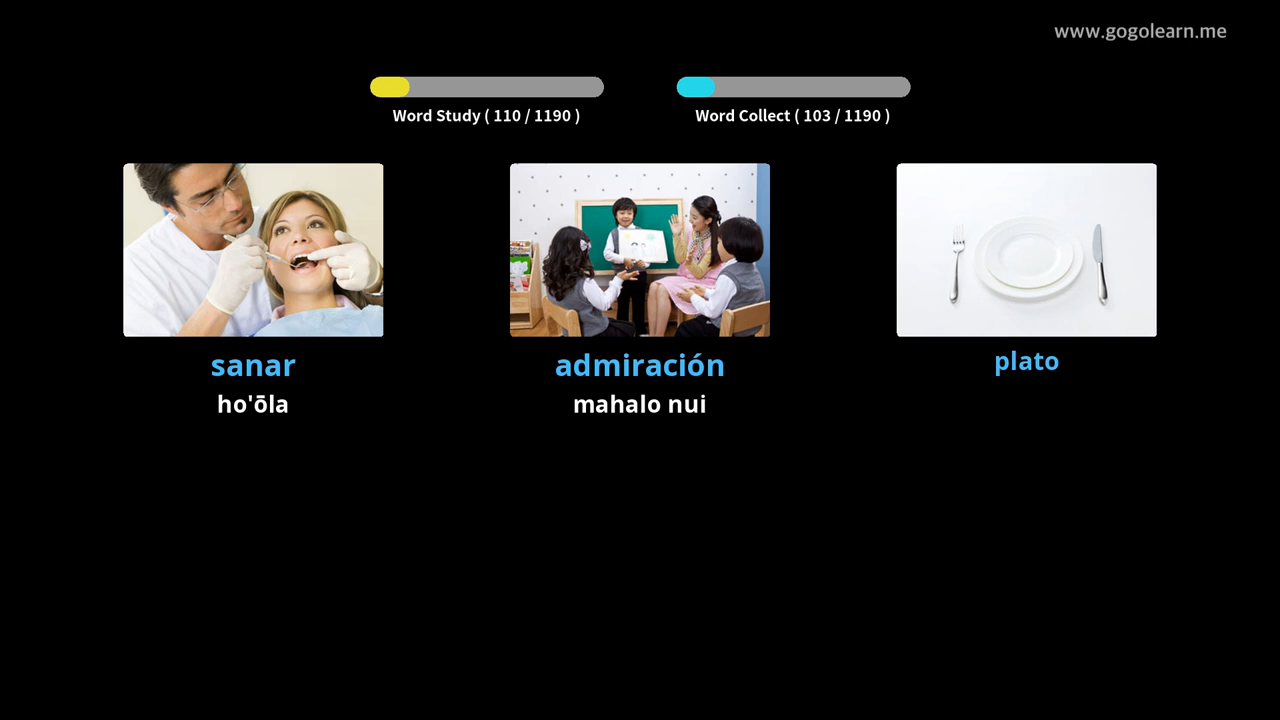 www.gogolearn.me
Word Study ( 110 / 1190 )
Word Collect ( 103 / 1190 )
sanar
ho'ōla
admiración
mahalo nui
plato